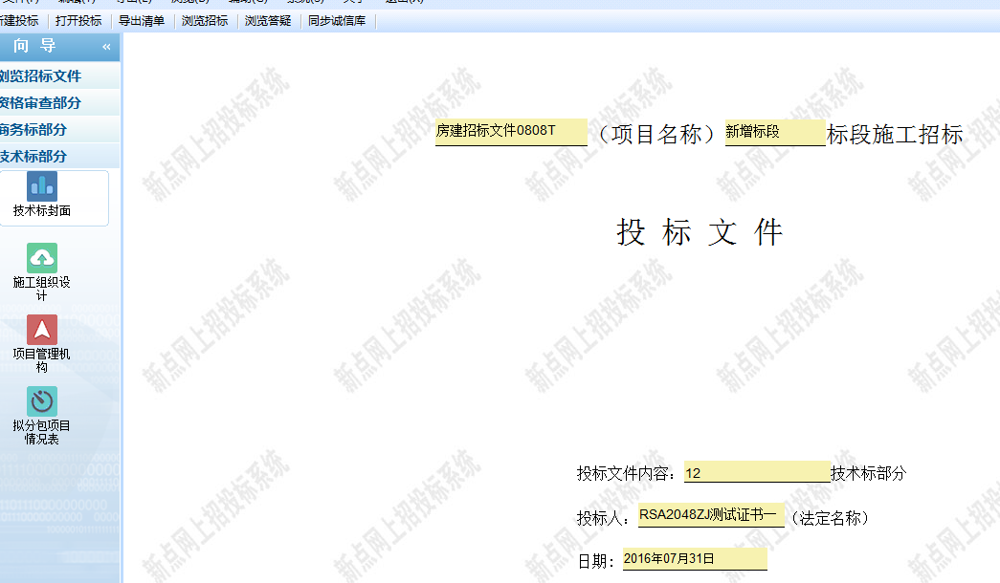 新建投标 打开投标 导出清单 浏览招标 浏览答疑 同步诚信库
向 导 «
浏览招标文件
资格审查部分
商务标部分
技术标部分
技术标封面
施工组织设
计
项目管理机
构
拟分包项目
情况表
房建招标文件0808T（项目名称）新增标段标段施工招标
投 标 文 件
投标文件内容：12技术标部分
投标人：RSA2048ZJ测试证书一（法定名称）
日期：2016年07月31日
新点网上招投标系统